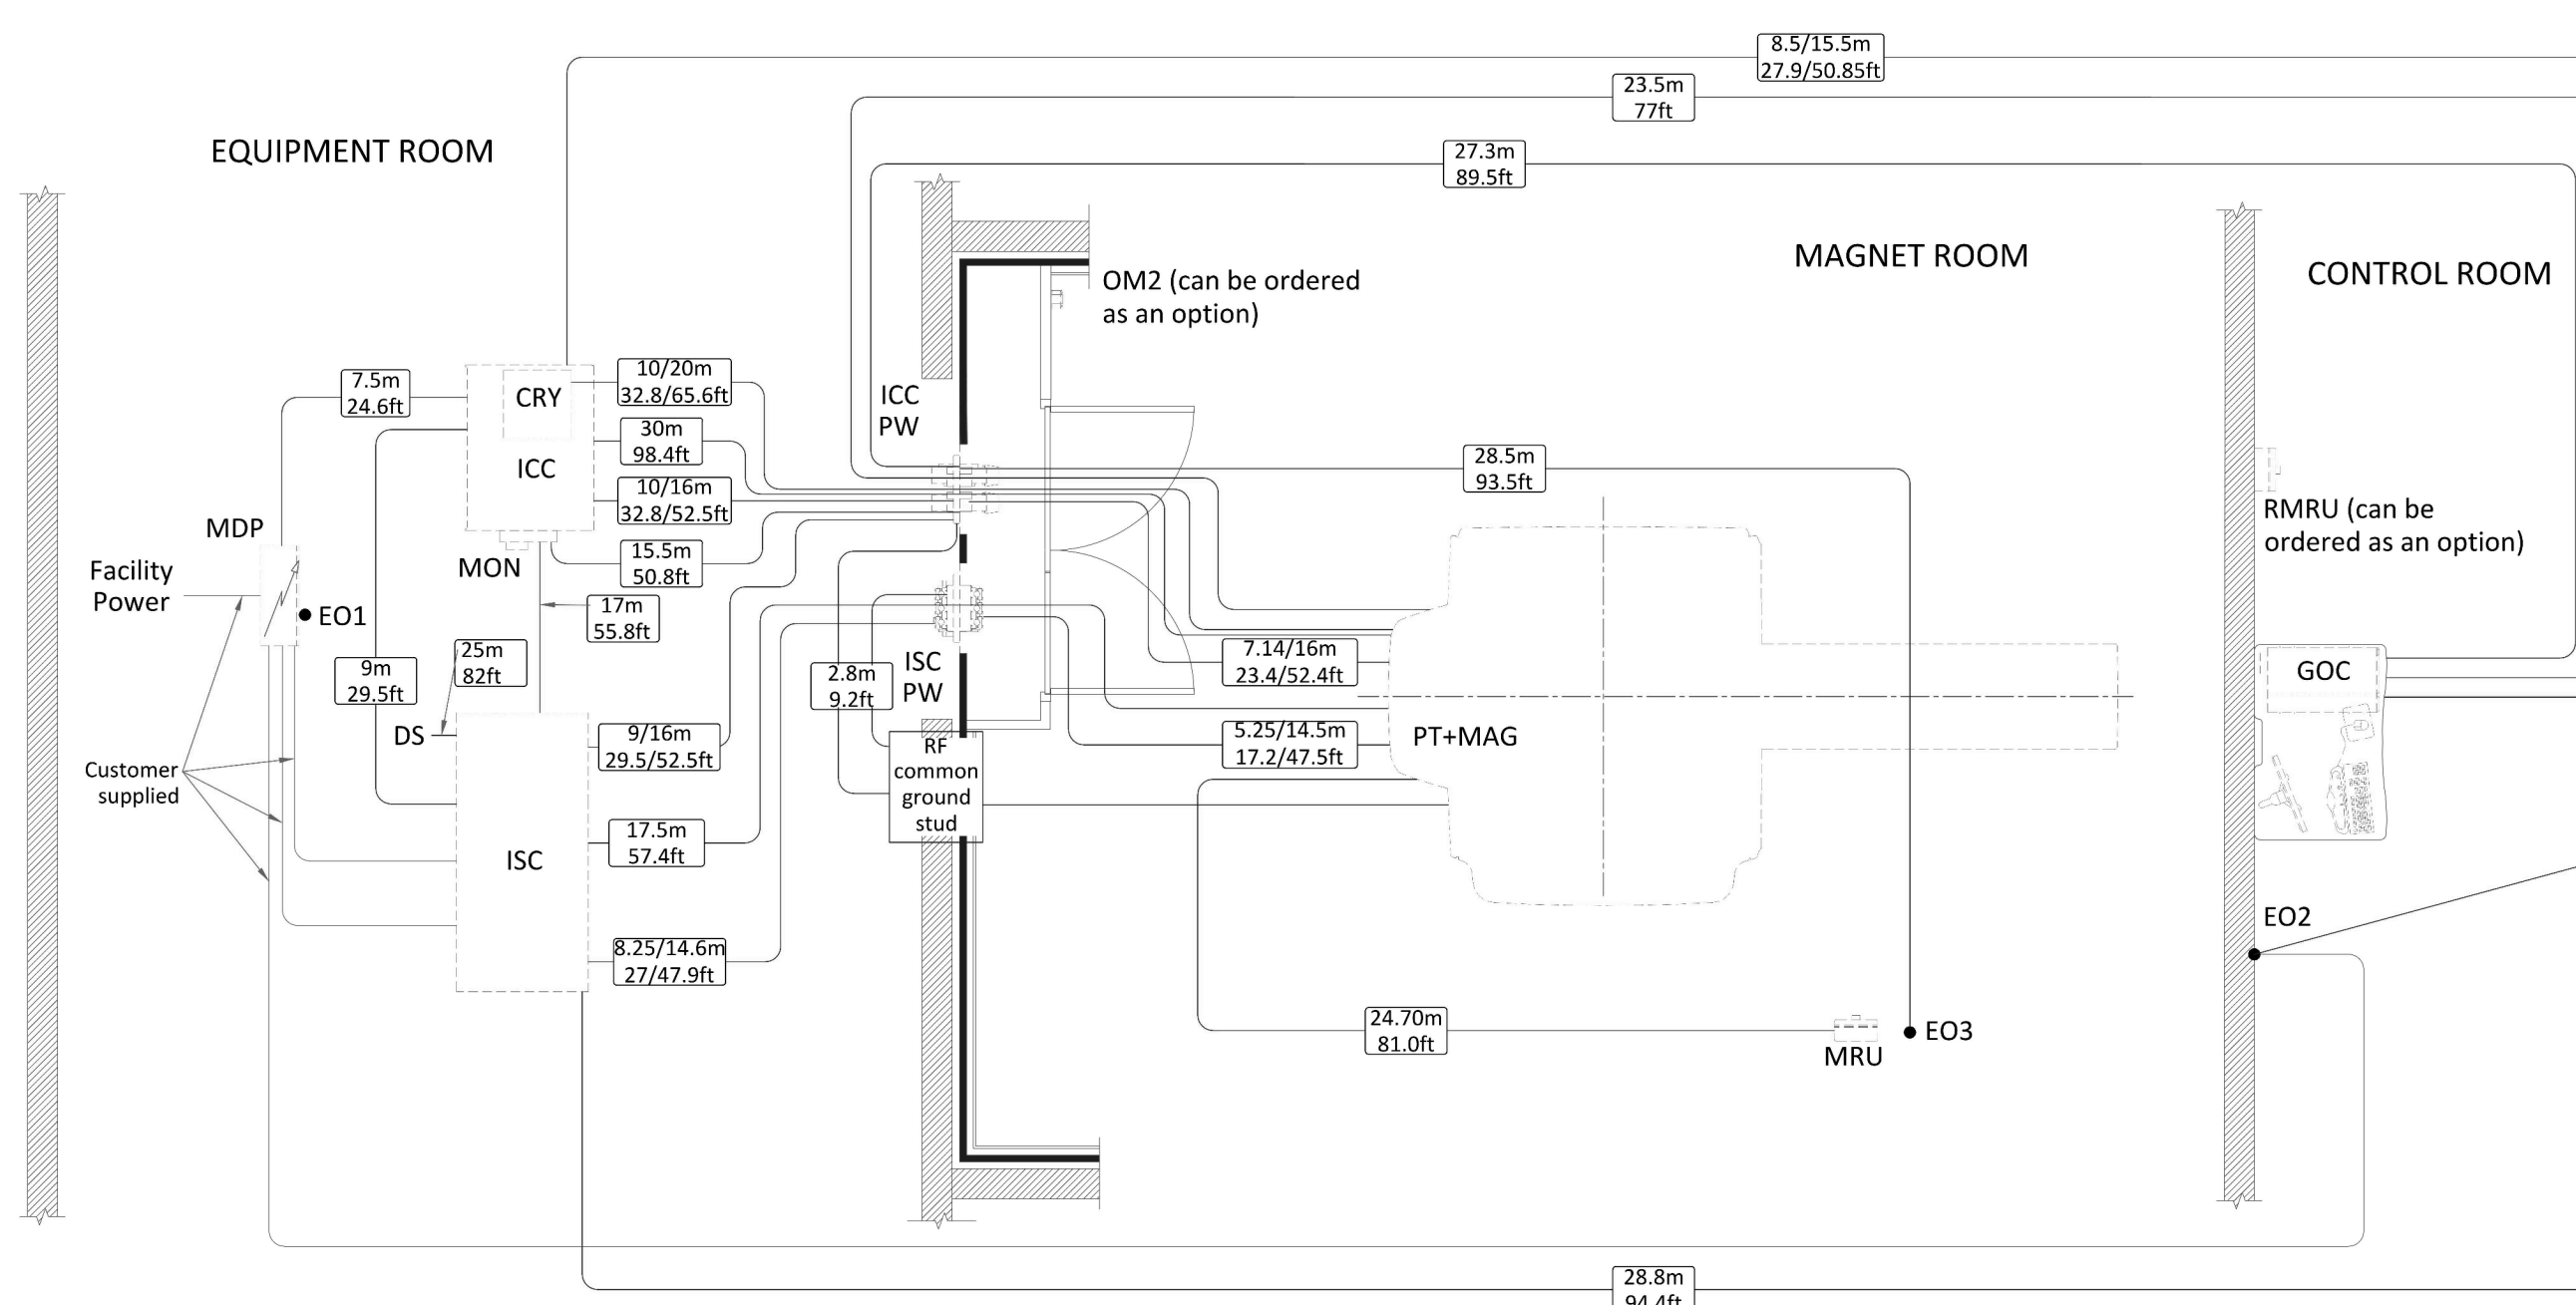 8.5/15.5m
27.9/50.85ft
23.5m
77ft
27.3m
89.5ft
EQUIPMENT ROOM
MAGNET ROOM
CONTROL ROOM
OM2 (can be ordered
as an option)
7.5m
24.6ft
CRY
ICC
10/20m
32.8/65.6ft
30m
98.4ft
10/16m
32.8/52.5ft
15.5m
50.8ft
ICC
PW
28.5m
93.5ft
MDP
MON
Facility
Power
EO1
17m
55.8ft
RMRU (can be
ordered as an option)
25m
82ft
9m
29.5ft
DS
2.8m
9.2ft
ISC
PW
7.14/16m
23.4/52.4ft
GOC
9/16m
29.5/52.5ft
RF
common
ground
stud
5.25/14.5m
17.2/47.5ft
PT+MAG
Customer
supplied
17.5m
57.4ft
ISC
8.25/14.6m
27/47.9ft
EO2
24.70m
81.0ft
MRU
EO3
28.8m
94.4ft